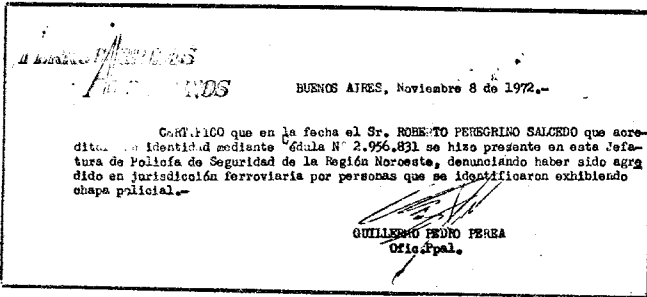 BUENOS AIRES, Noviembre 8 de 1972.-
CERTIFICO que en la fecha el Sr. ROBERTO PEREGRINO SALCEDO que acre-
dita identidad mediante Cédula Nº 2.956.831 se hizo presente en esta Jefa-
tura de Policía de Seguridad de la Región Noroeste, denunciando haber sido agre
dido en jurisdicción ferroviaria por personas que se identificaron exhibiendo
chapa policial.-
GUILLERMO PEDRO PEREA
Ofic.Ppal.